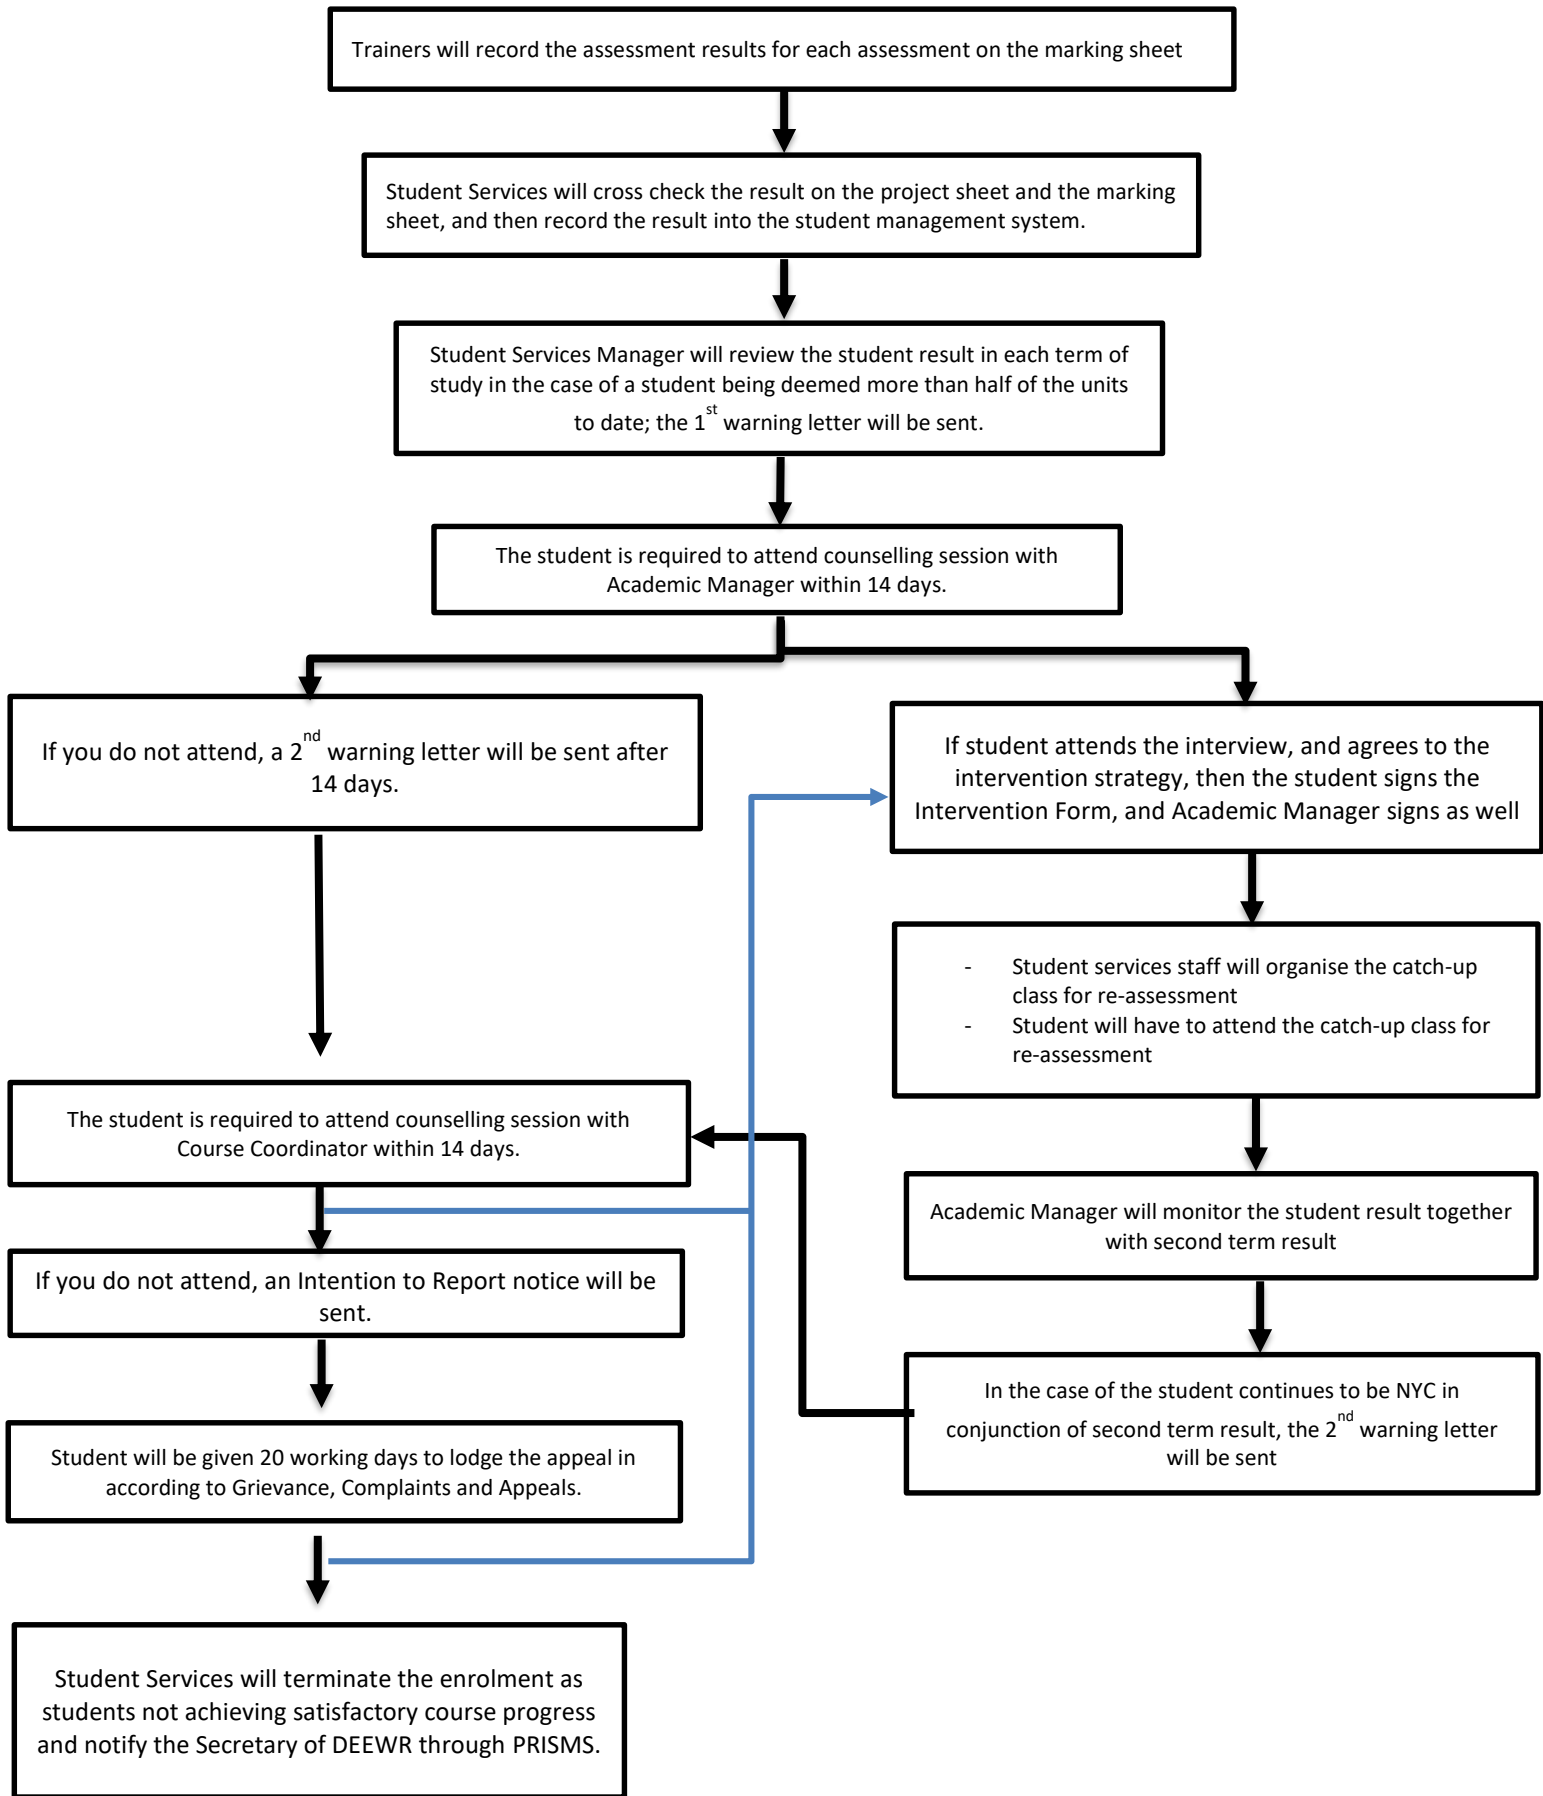 Trainers will record the assessment results for each assessment on the marking sheet
Student Services will cross check the result on the project sheet and the marking
sheet, and then record the result into the student management system.
Student Services Manager will review the student result in each term of
study in the case of a student being deemed more than half of the units
to date; the 1st warning letter will be sent.
The student is required to attend counselling session with
Academic Manager within 14 days.
If you do not attend, a 2nd warning letter will be sent after
14 days.
If student attends the interview, and agrees to the
intervention strategy, then the student signs the
Intervention Form, and Academic Manager signs as well
- Student services staff will organise the catch-up
class for re-assessment
- Student will have to attend the catch-up class for
re-assessment
The student is required to attend counselling session with
Course Coordinator within 14 days.
Academic Manager will monitor the student result together
with second term result
If you do not attend, an Intention to Report notice will be
sent.
In the case of the student continues to be NYC in
conjunction of second term result, the 2nd warning letter
will be sent
Student will be given 20 working days to lodge the appeal in
according to Grievance, Complaints and Appeals.
Student Services will terminate the enrolment as
students not achieving satisfactory course progress
and notify the Secretary of DEEWR through PRISMS.